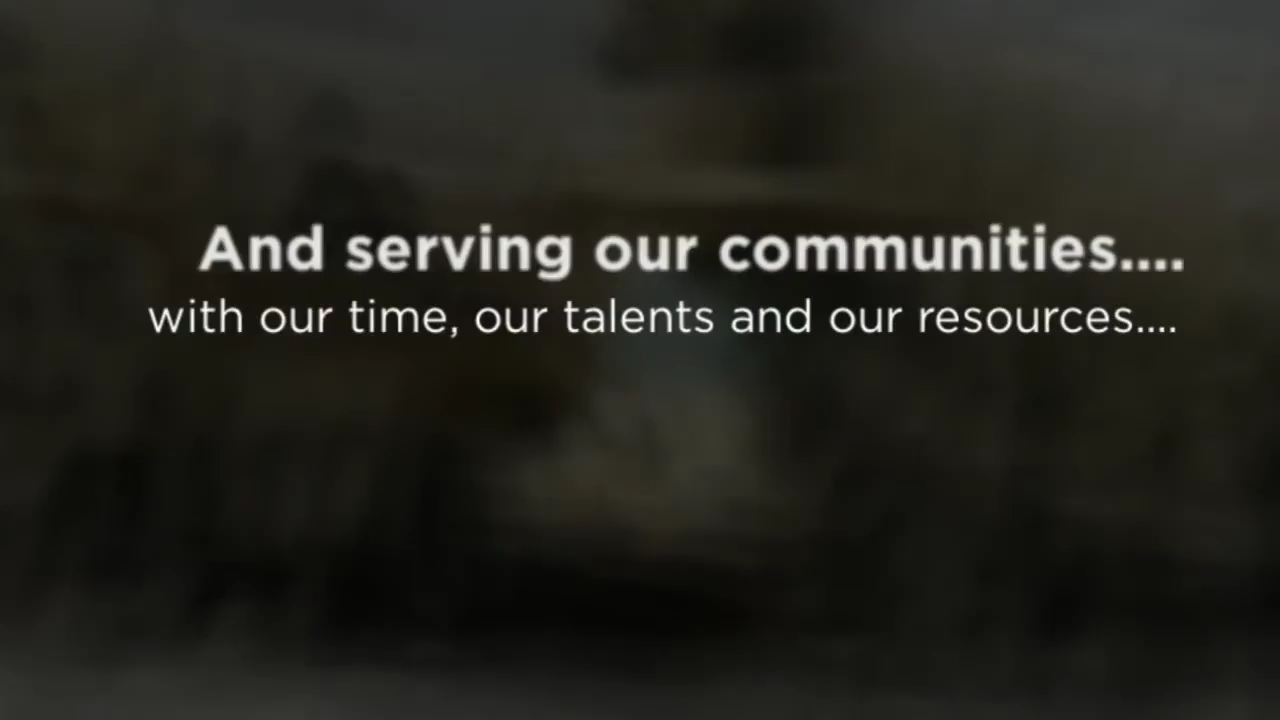 And serving our communities....
with our time, our talents and our resources....